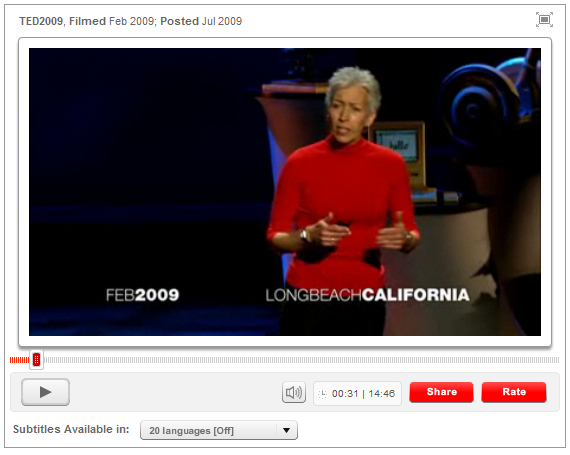 TED2009, Filmed Feb 2009; Posted Jul 2009
hello
FEB2009 LONGBEACHCALIFORNIA
00:31 | 14:46 Share Rate
Subtitles Available in: 20 languages [Off]